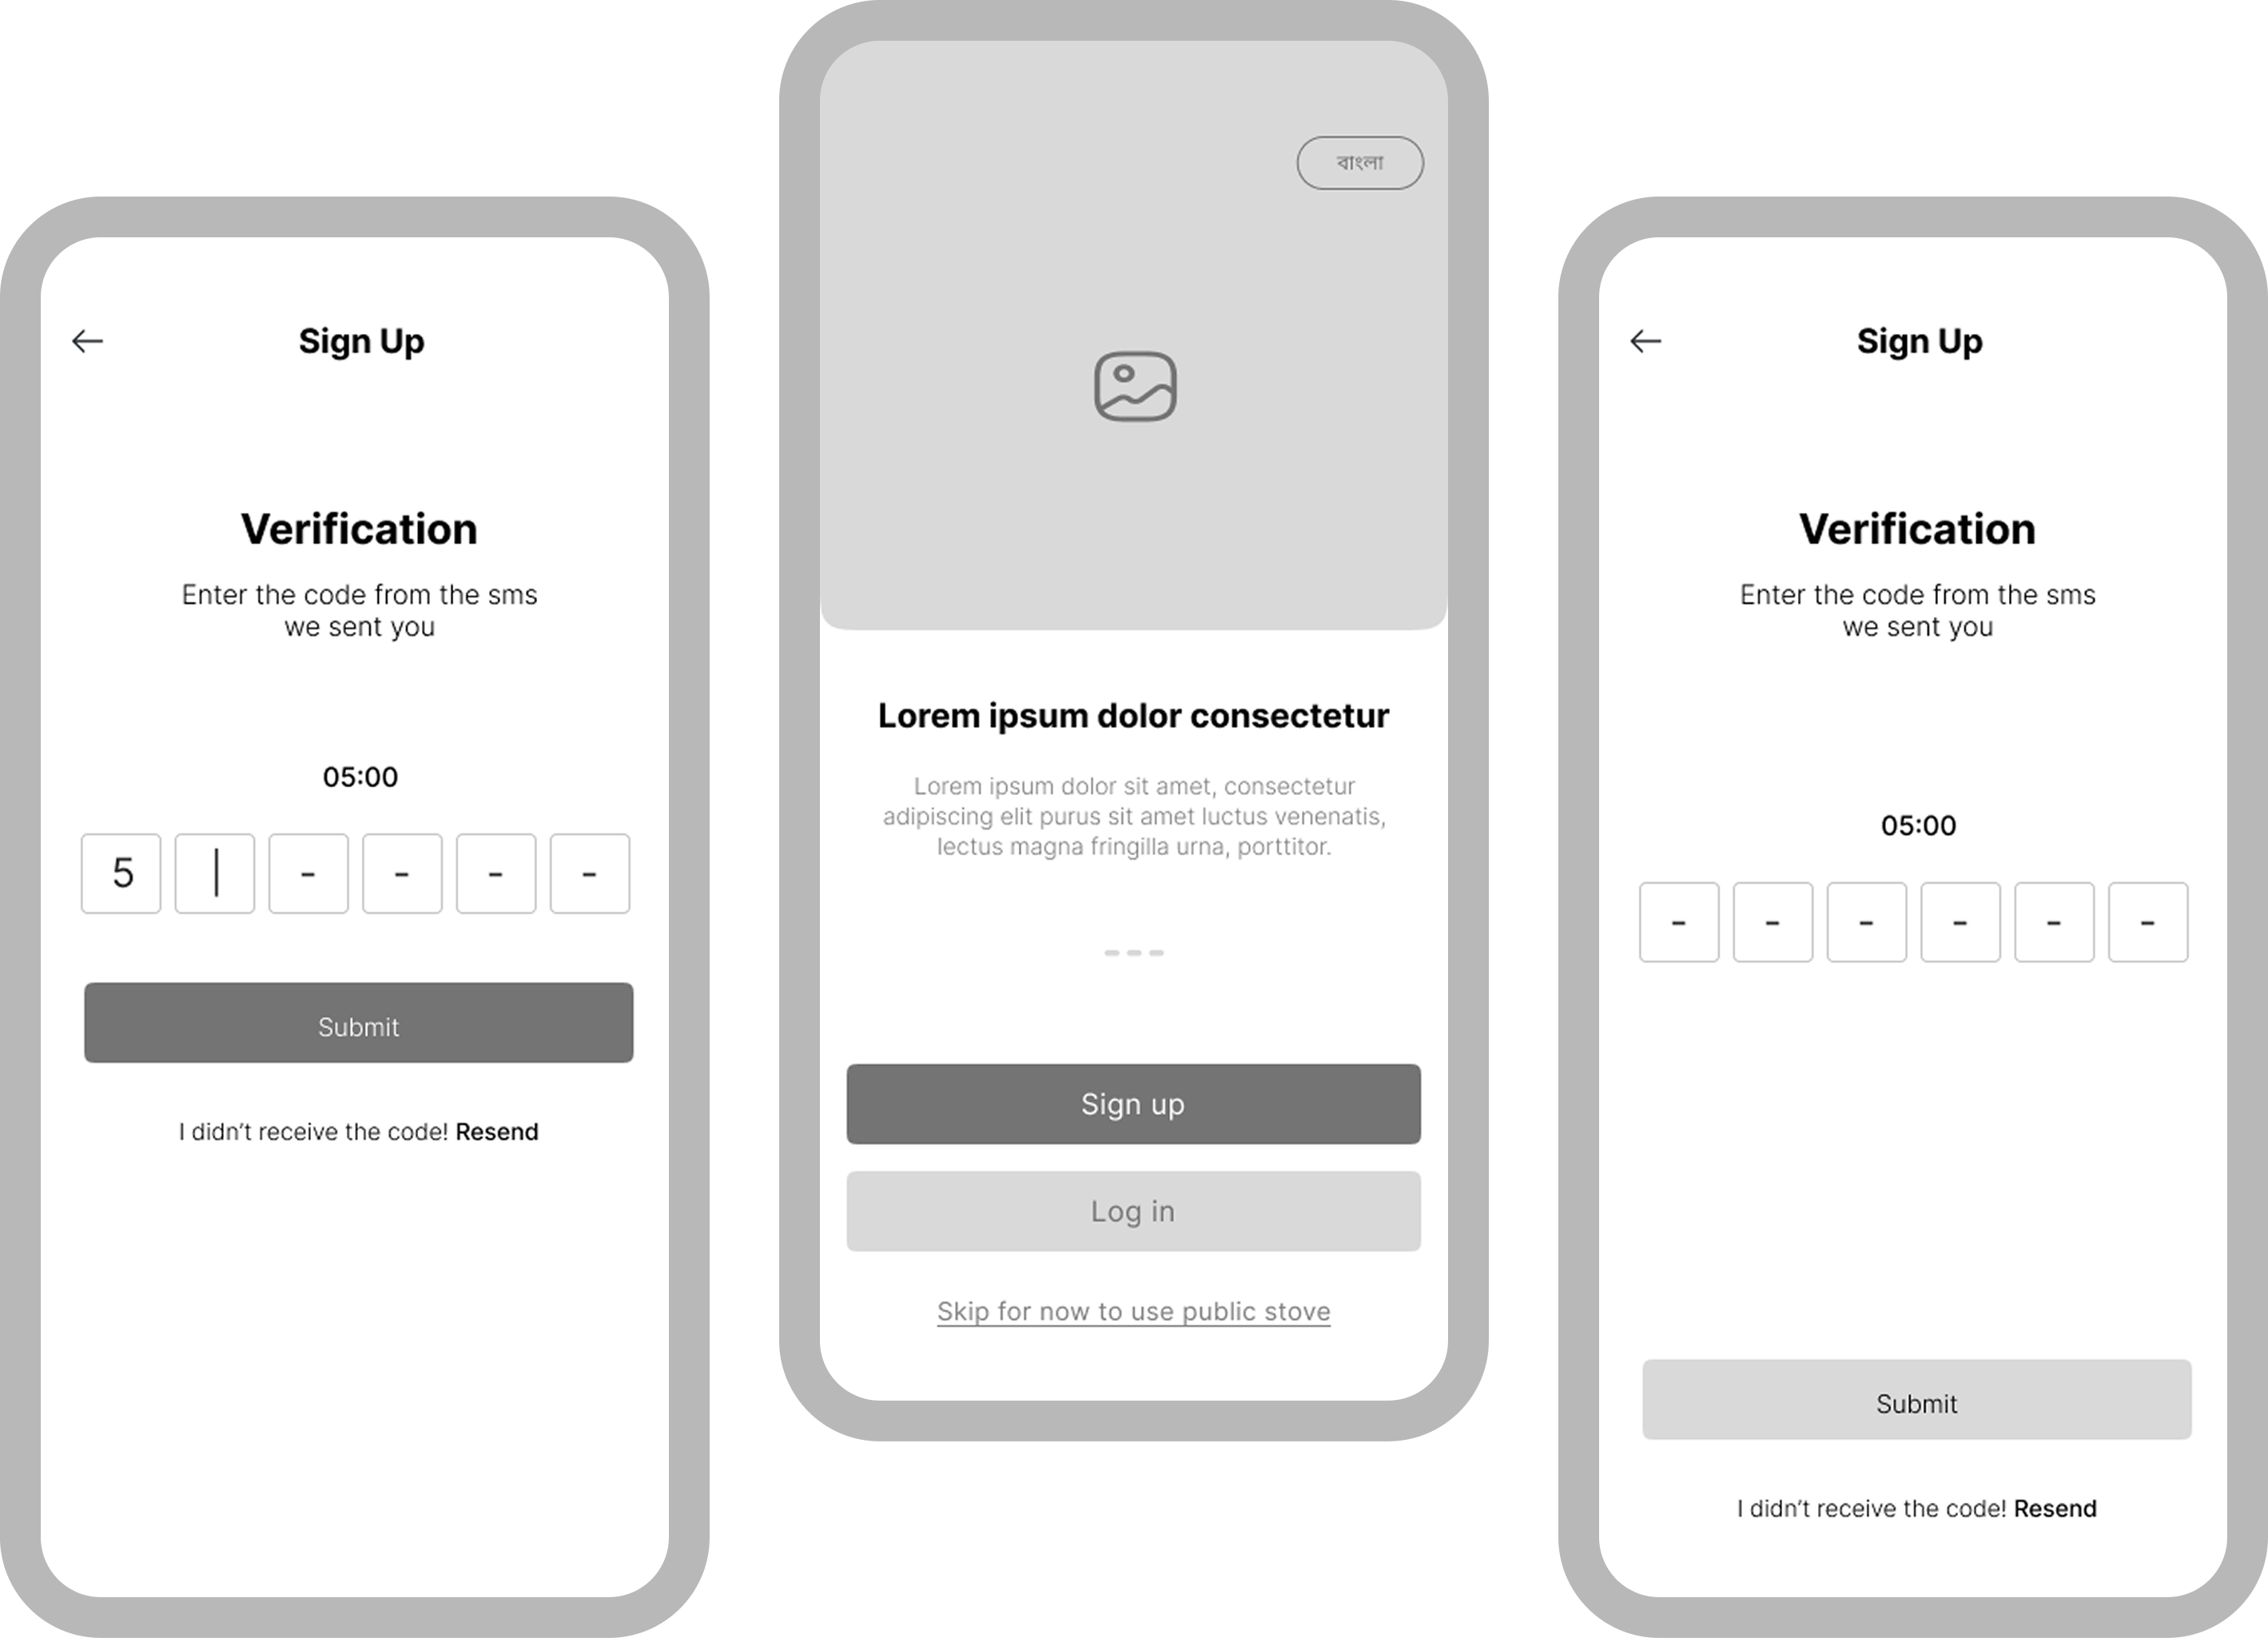 Sign Up
Verification
Enter the code from the sms
we sent you
05:00
5 | - - - -
Submit
I didn’t receive the code! Resend
বাংলা
Lorem ipsum dolor consectetur
Lorem ipsum dolor sit amet, consectetur
adipiscing elit purus sit amet luctus venenatis,
lectus magna fringilla urna, porttitor.
Sign up
Log in
Skip for now to use public stove
Sign Up
Verification
Enter the code from the sms
we sent you
05:00
- - - - - -
Submit
I didn’t receive the code! Resend